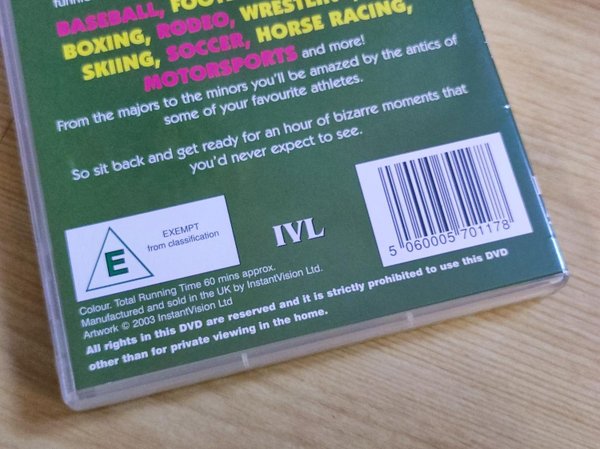 BASEBALL,
BOXING, RODEO, WRESTLING
SKIING, SOCCER, HORSE RACING,
MOTORSPORTS and more!
From the majors to the minors you'll be amazed by the antics of
some of your favourite athletes.
So sit back and get ready for an hour of bizarre moments that
you'd never expect to see.
E
EXEMPT
from classification
IVL
5 060005 701178
Colour. Total Running Time 60 mins approx.
Manufactured and sold in the UK by InstantVision Ltd.
Artwork © 2003 InstantVision Ltd
All rights in this DVD are reserved and it is strictly prohibited to use this DVD
other than for private viewing in the home.